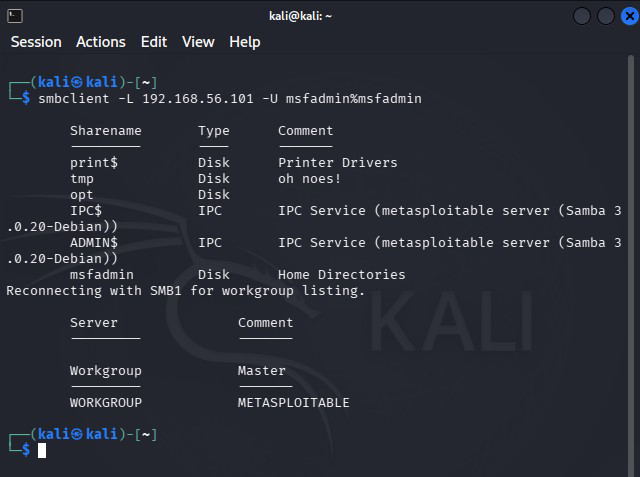 kali@kali: ~
Session Actions Edit View Help
┌──(kali㉿kali)-[~]
└─$ smbclient -L 192.168.56.101 -U msfadmin%msfadmin
Sharename Type Comment
--------- ---- -------
print$ Disk Printer Drivers
tmp Disk oh noes!
opt Disk
IPC$ IPC IPC Service (metasploitable server (Samba 3
.0.20-Debian))
ADMIN$ IPC IPC Service (metasploitable server (Samba 3
.0.20-Debian))
msfadmin Disk Home Directories
Reconnecting with SMB1 for workgroup listing.
Server Comment
--------- -------
Workgroup Master
--------- -------
WORKGROUP METASPLOITABLE
┌──(kali㉿kali)-[~]
└─$
KALI